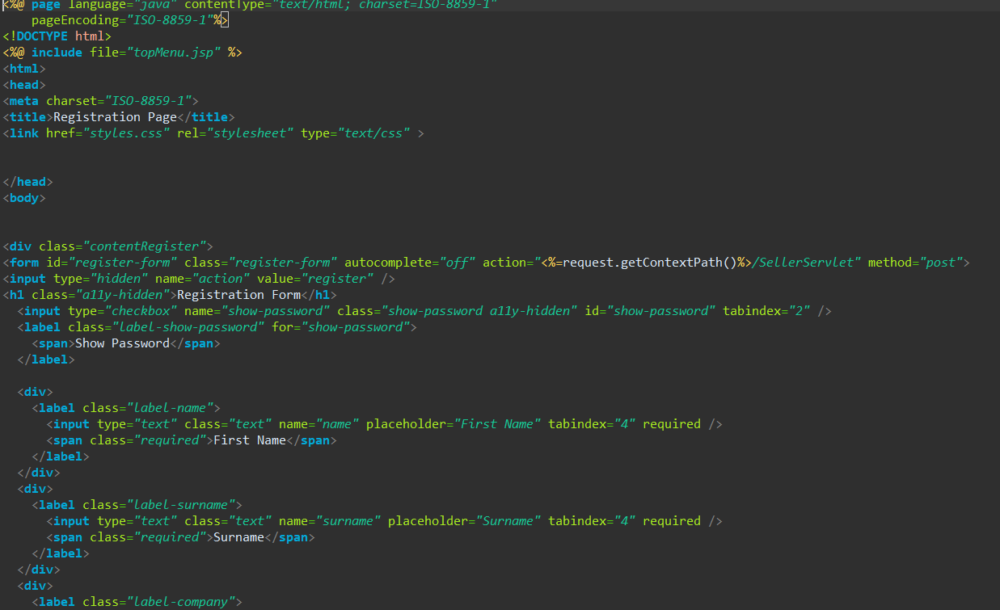 <%@ page language="java" contentType="text/html; charset=ISO-8859-1"
    pageEncoding="ISO-8859-1"%>
<!DOCTYPE html>
<%@ include file="topMenu.jsp" %>
<html>
<head>
<meta charset="ISO-8859-1">
<title>Registration Page</title>
<link href="styles.css" rel="stylesheet" type="text/css" >
</head>
<body>
<div class="contentRegister">
<form id="register-form" class="register-form" autocomplete="off" action="<%=request.getContextPath()%>/SellerServlet" method="post">
<input type="hidden" name="action" value="register" />
<h1 class="a11y-hidden">Registration Form</h1>
  <input type="checkbox" name="show-password" class="show-password a11y-hidden" id="show-password" tabindex="2" />
  <label class="label-show-password" for="show-password">
    <span>Show Password</span>
  </label>
  <div>
    <label class="label-name">
      <input type="text" class="text" name="name" placeholder="First Name" tabindex="4" required />
      <span class="required">First Name</span>
    </label>
  </div>
  <div>
    <label class="label-surname">
      <input type="text" class="text" name="surname" placeholder="Surname" tabindex="4" required />
      <span class="required">Surname</span>
    </label>
  </div>
  <div>
    <label class="label-company">